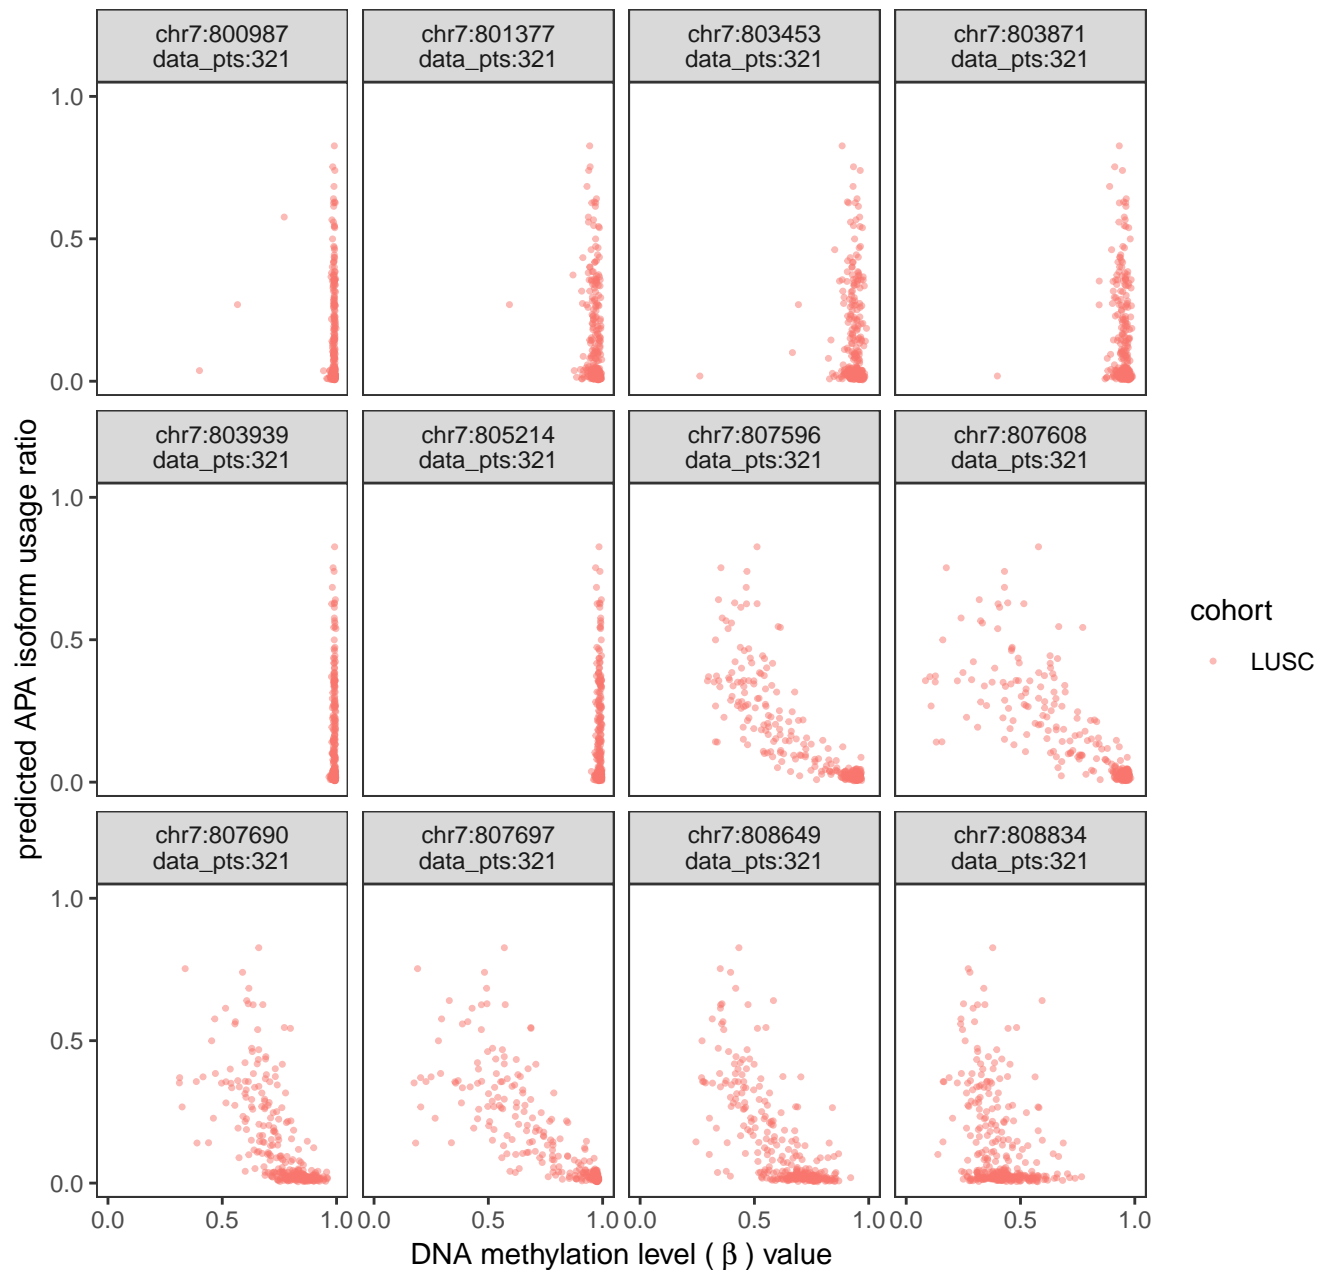 chr7:800987
data_pts:321
chr7:801377
data_pts:321
chr7:803453
data_pts:321
chr7:803871
data_pts:321
1.0
0.5
0.0
chr7:803939
data_pts:321
chr7:805214
data_pts:321
chr7:807596
data_pts:321
chr7:807608
data_pts:321
1.0
0.5
0.0
chr7:807690
data_pts:321
chr7:807697
data_pts:321
chr7:808649
data_pts:321
chr7:808834
data_pts:321
1.0
0.5
0.0
0.0 0.5 1.0
0.0 0.5 1.0
0.0 0.5 1.0
0.0 0.5 1.0
DNA methylation level ( β ) value
predicted APA isoform usage ratio
cohort
LUSC